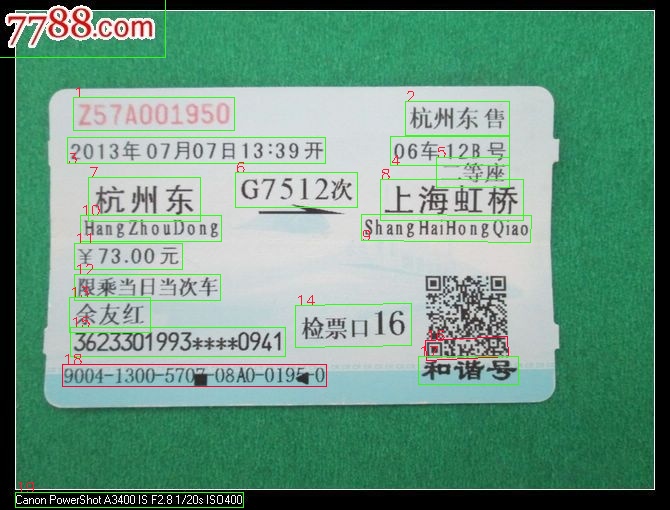 7788.com
1
Z57A001950
2
杭州东 售
3
2013年07月07日13:39开
4
06车 12B号
5
二等座
6
G7512次
7
杭州东
8
上海虹桥
10
HangZhouDong
9
ShangHaiHongQiao
11
¥73.00元
12
限乘当日当次车
余友红
14
检票口16
3623301993****0941
18
9004-1300-5707-08A0-0195-0
和谐号
19
Canon PowerShot A3400 IS F2.8 1/20s ISO400